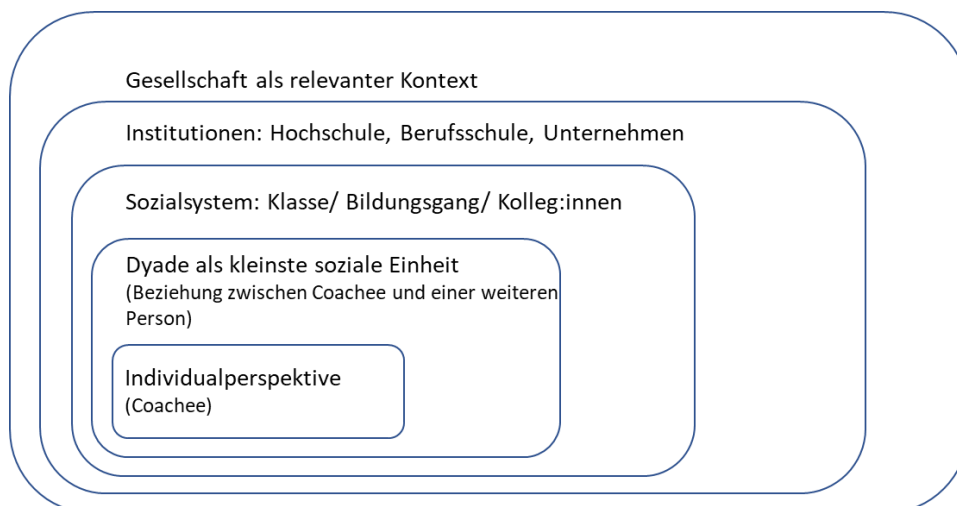 Gesellschaft als relevanter Kontext
Institutionen: Hochschule, Berufsschule, Unternehmen
Sozialsystem: Klasse/ Bildungsgang/ Kolleg:innen
Dyade als kleinste soziale Einheit
(Beziehung zwischen Coachee und einer weiteren
Person)
Individualperspektive
(Coachee)